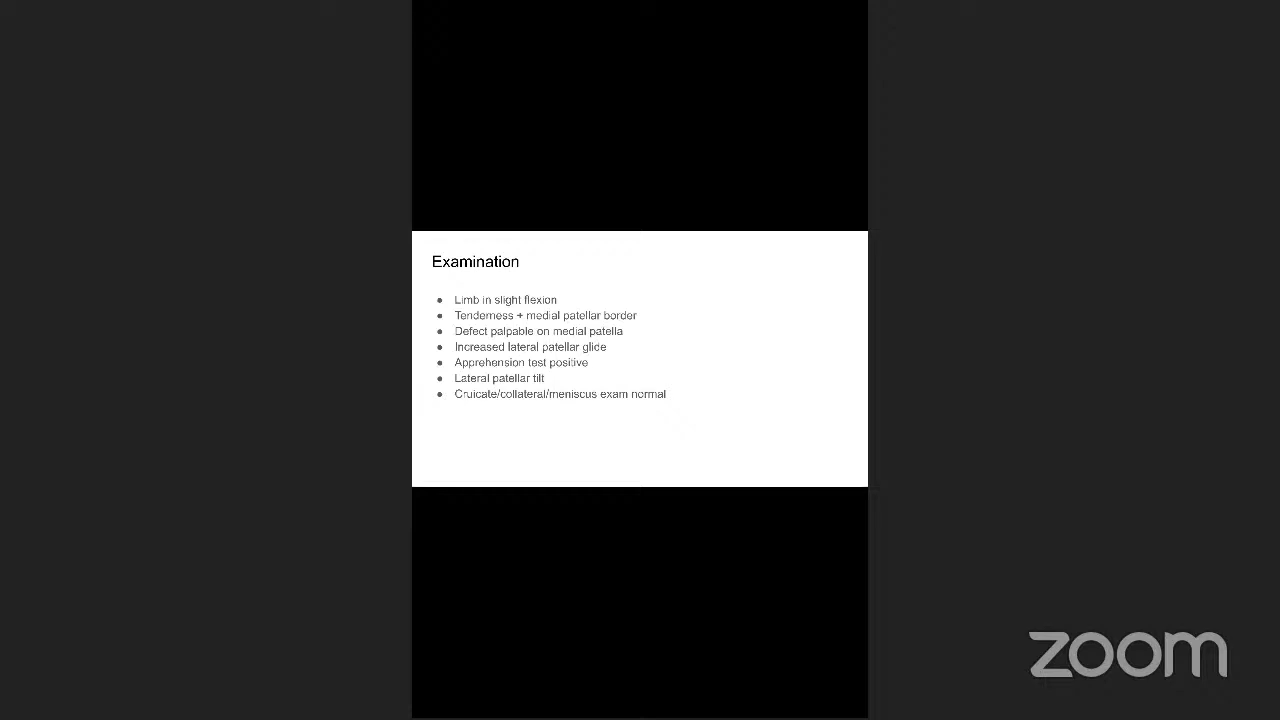 Examination
● Limb in slight flexion
● Tenderness + medial patellar border
● Defect palpable on medial patella
● Increased lateral patellar glide
● Apprehension test positive
● Lateral patellar tilt
● Cruicate/collateral/meniscus exam normal
zoom